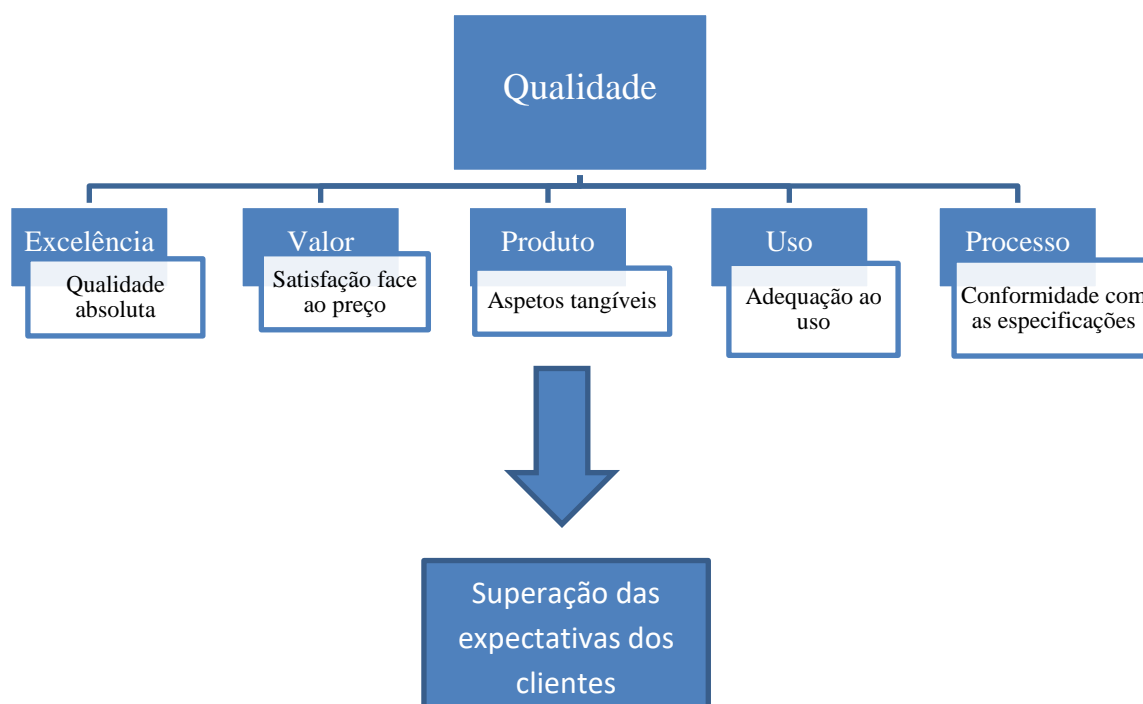 Qualidade
Excelência
Qualidade
absoluta
Valor
Satisfação face
ao preço
Produto
Aspetos tangíveis
Uso
Adequação ao
uso
Processo
Conformidade com
as especificações
Superação das
expectativas dos
clientes